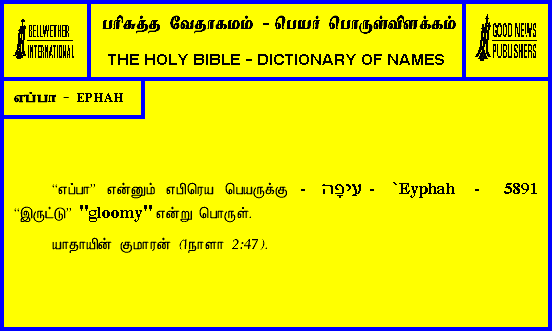 BELLWETHER
INTERNATIONAL
பரிசுத்த வேதாகமம் - பெயர் பொருள்விளக்கம்
THE HOLY BIBLE - DICTIONARY OF NAMES
GOOD NEWS
PUBLISHERS
எப்பா - EPHAH
“எப்பா” என்னும் எபிரெய பெயருக்கு - עֵיפָה - `Eyphah - 5891
“இருட்டு” "gloomy" என்று பொருள்.
யாதாயின் குமாரன் (1நாளா 2:47).